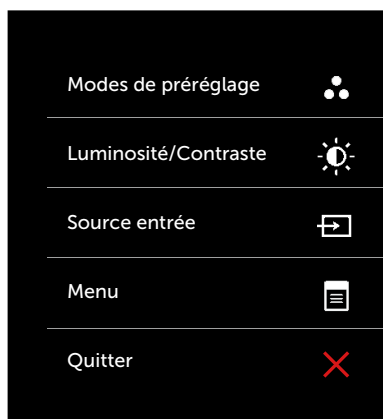 Modes de préréglage
Luminosité/Contraste
Source entrée
Menu
Quitter